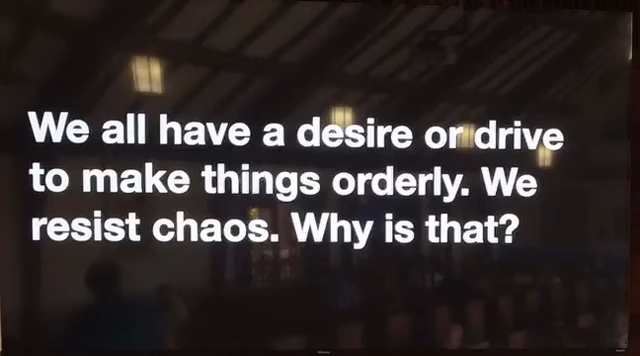 We all have a desire or drive
to make things orderly. We
resist chaos. Why is that?